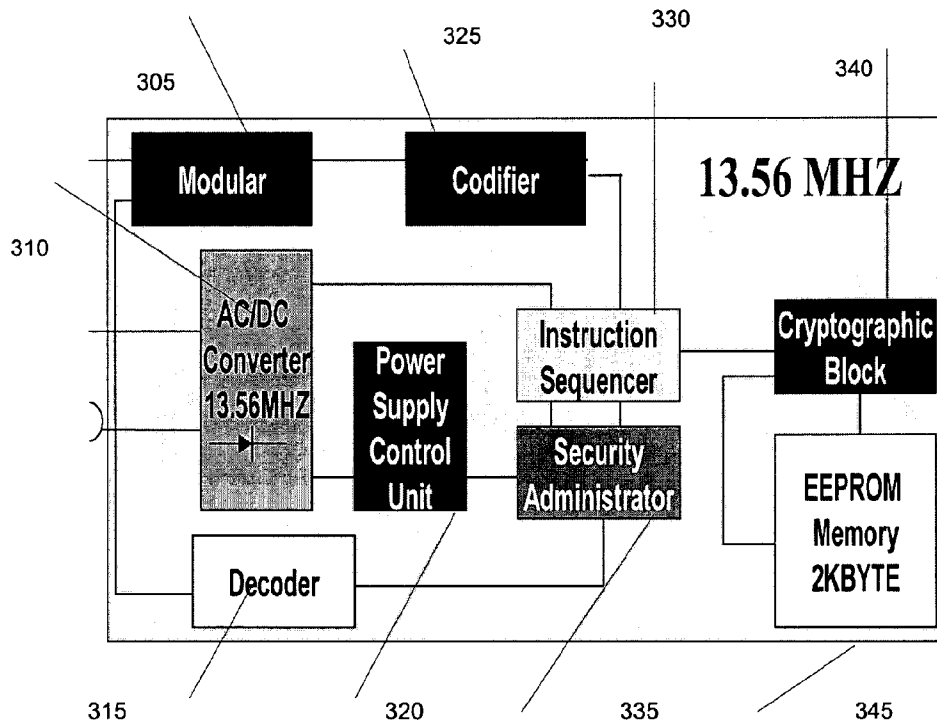 330
325
340
305
Modular
Codifier
13.56 MHZ
310
AC/DC
Converter
13.56MHZ
Power
Supply
Control
Unit
Instruction
Sequencer
Cryptographic
Block
Security
Administrator
EEPROM
Memory
2KBYTE
Decoder
315
320
335
345